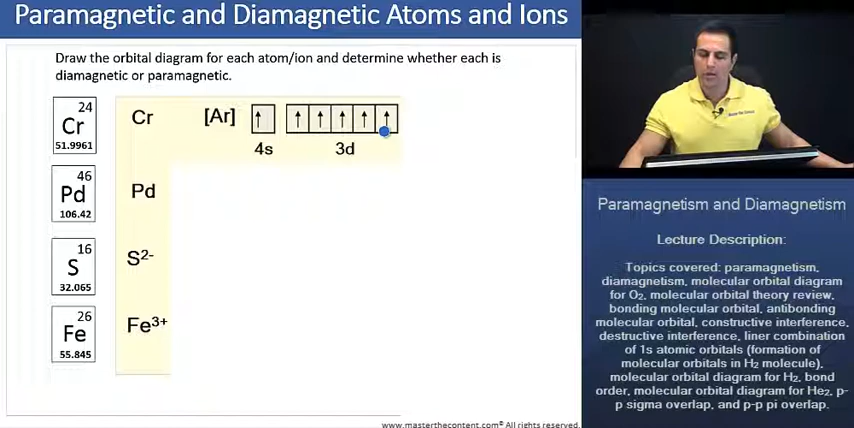 Paramagnetic and Diamagnetic Atoms and Ions
Draw the orbital diagram for each atom/ion and determine whether each is
diamagnetic or paramagnetic.
24
Cr
51.9961
Cr [Ar]
4s 3d
46
Pd
106.42
Pd
16
S
32.065
S²⁻
26
Fe
55.845
Fe³⁺
www.masterthecontent.com® All rights reserved.
Paramagnetism and Diamagnetism
Lecture Description:
Topics covered: paramagnetism,
diamagnetism, molecular orbital diagram
for O₂, molecular orbital theory review,
bonding molecular orbital, antibonding
molecular orbital, constructive interference,
destructive interference, liner combination
of 1s atomic orbitals (formation of
molecular orbitals in H₂ molecule),
molecular orbital diagram for H₂, bond
order, molecular orbital diagram for He₂, p-
p sigma overlap, and p-p pi overlap.